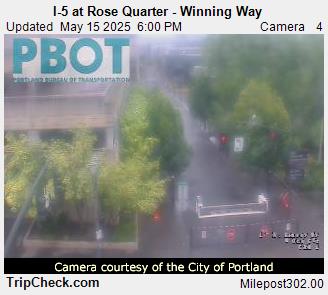 I-5 at Rose Quarter - Winning Way
Updated May 15 2025 6:00 PM Camera 4
PBOT
PORTLAND BUREAU OF TRANSPORTATION
Camera courtesy of the City of Portland
TripCheck.com Milepost302.00